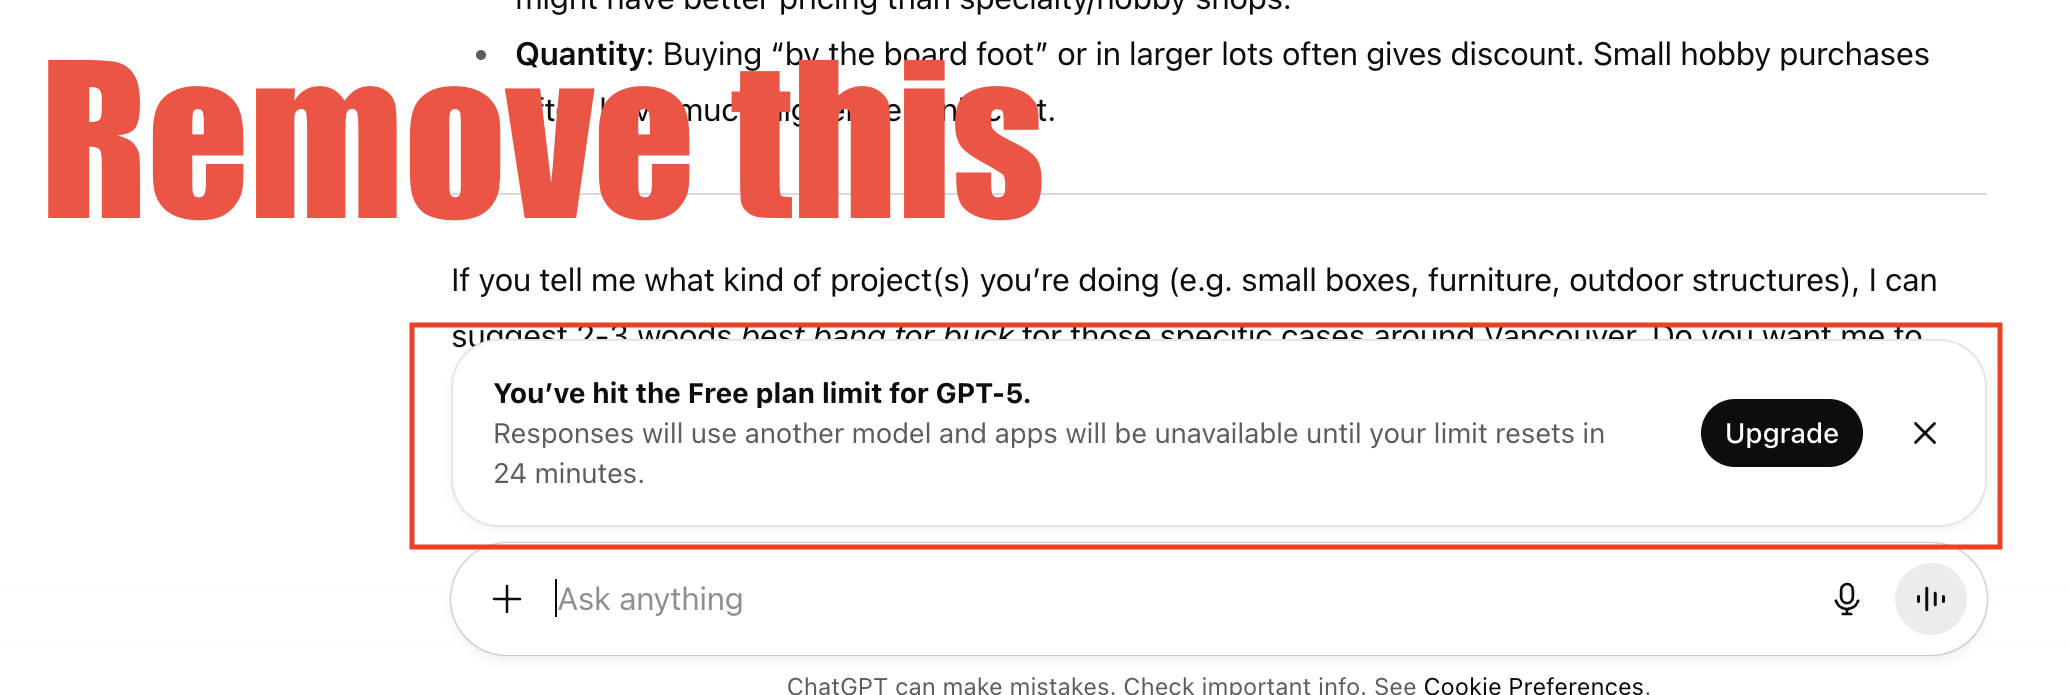 might have better pricing than specialty/hobby shops.
• Quantity: Buying “by the board foot” or in larger lots often gives discount. Small hobby purchases
Remove this
If you tell me what kind of project(s) you’re doing (e.g. small boxes, furniture, outdoor structures), I can
suggest 2-3 woods best bang for buck for those specific cases around Vancouver. Do you want me to
You’ve hit the Free plan limit for GPT-5.
Responses will use another model and apps will be unavailable until your limit resets in
24 minutes.
Upgrade
Ask anything
ChatGPT can make mistakes. Check important info. See Cookie Preferences.